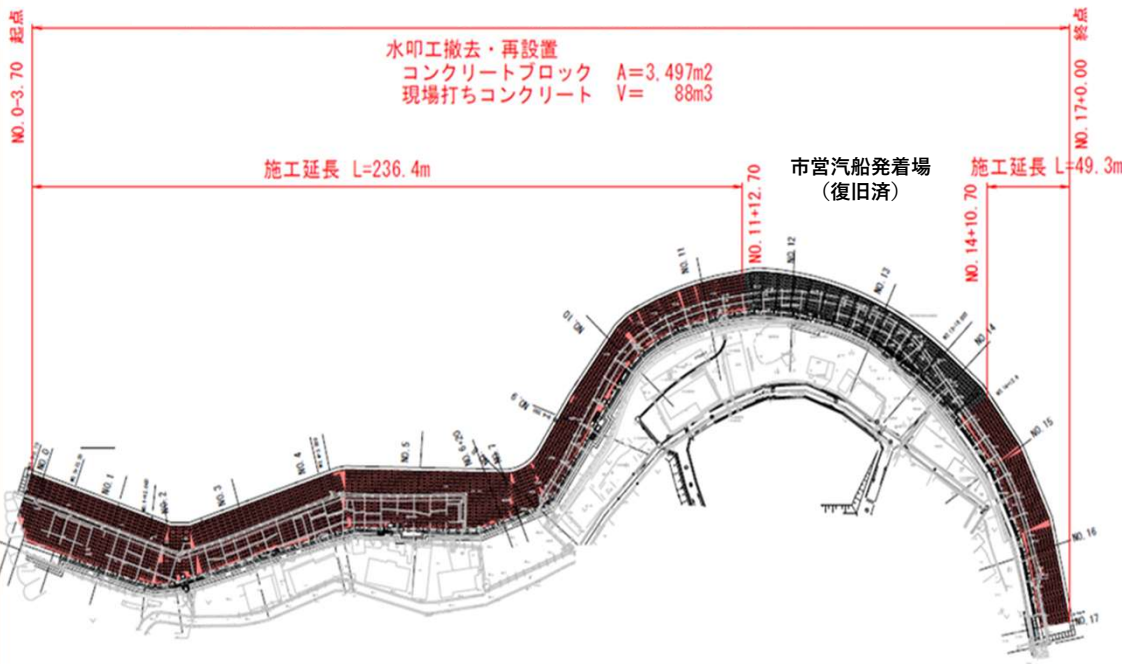 NO.0-3.70 起点
水叩工撤去・再設置
コンクリートブロック A=3,497m2
現場打ちコンクリート V= 88m3
NO.17+0.00 終点
施工延長 L=236.4m
NO.11+12.70
市営汽船発着場
(復旧済)
施工延長 L=49.3m
NO.14+10.70
NO.0
NO.1
NO.2
NO.3
NO.4
NO.5
NO.6+20
NO.9
NO.10
NO.11
NO.12
NO.13
NO.14
NO.15
NO.16
NO.17